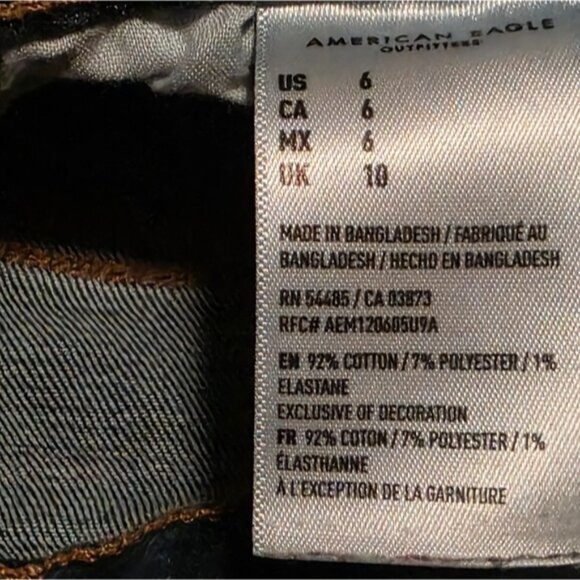 AMERICAN EAGLE
OUTFITTERS
US 6
CA 6
MX 6
UK 10
MADE IN BANGLADESH / FABRIQUÉ AU
BANGLADESH / HECHO EN BANGLADESH
RN 54485 / CA 03873
RFC# AEM120605U9A
EN 92% COTTON / 7% POLYESTER / 1%
ELASTANE
EXCLUSIVE OF DECORATION
FR 92% COTON / 7% POLYESTER / 1%
ÉLASTHANNE
À L'EXCEPTION DE LA GARNITURE